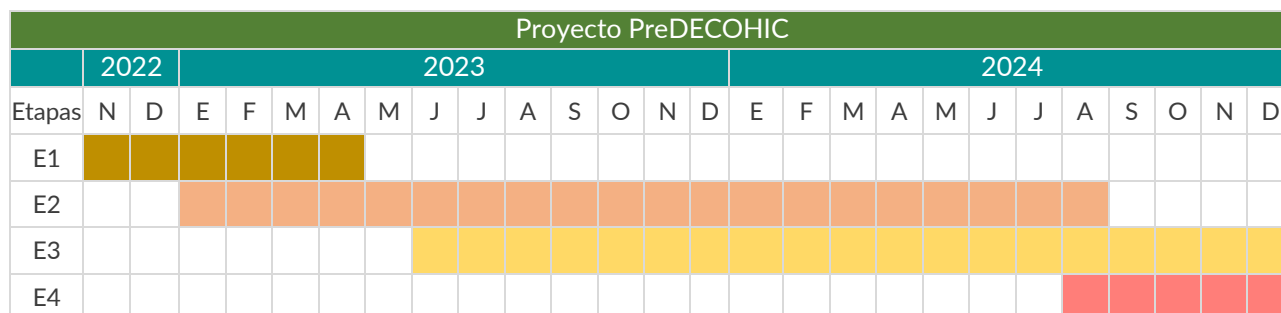 Proyecto PreDECOHIC
2022 2023 2024
Etapas N D E F M A M J J A S O N D E F M A M J J A S O N D
E1
E2
E3
E4